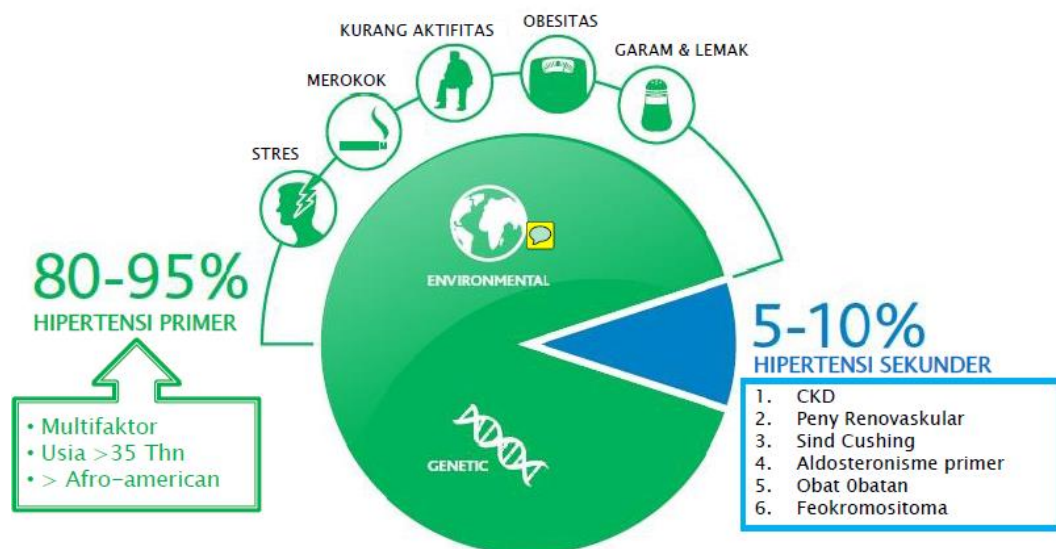 OBESITAS
KURANG AKTIFITAS
GARAM & LEMAK
MEROKOK
STRES
80-95%
HIPERTENSI PRIMER
• Multifaktor
• Usia >35 Thn
• > Afro-american
ENVIRONMENTAL
GENETIC
5-10%
HIPERTENSI SEKUNDER
1. CKD
2. Peny Renovaskular
3. Sind Cushing
4. Aldosteronisme primer
5. Obat 0batan
6. Feokromositoma